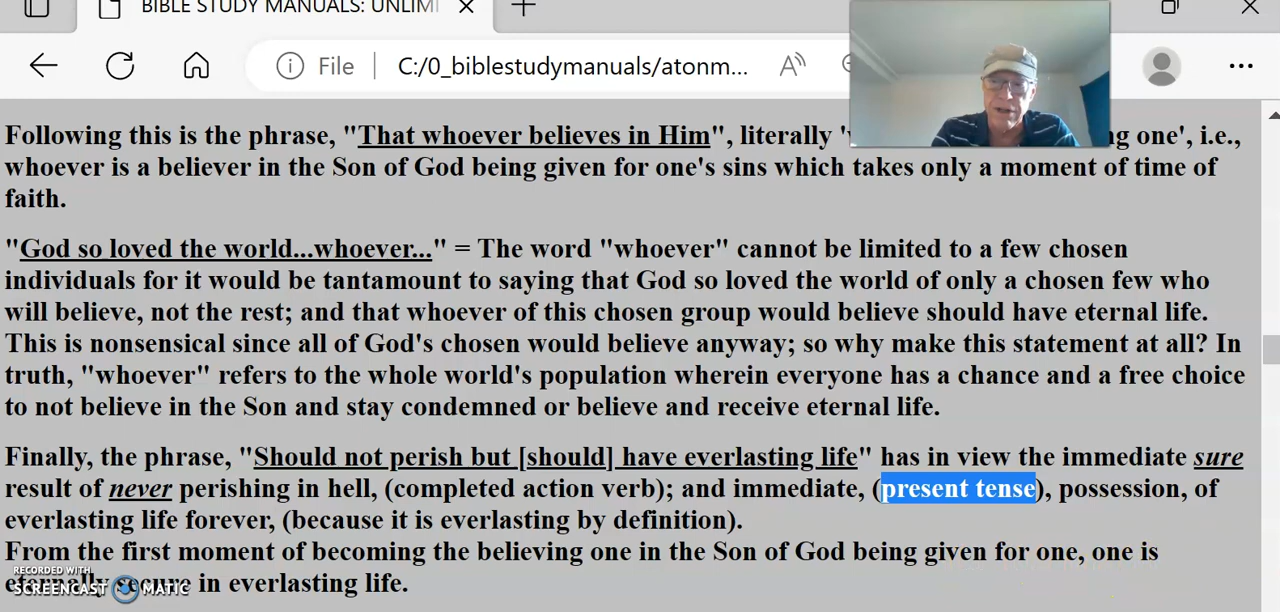 BIBLE STUDY MANUALS: UNLIMI
File C:/0_biblestudymanuals/atonm...
Following this is the phrase, "That whoever believes in Him", literally ' ng one', i.e.,
whoever is a believer in the Son of God being given for one's sins which takes only a moment of time of
faith.
"God so loved the world...whoever..." = The word "whoever" cannot be limited to a few chosen
individuals for it would be tantamount to saying that God so loved the world of only a chosen few who
will believe, not the rest; and that whoever of this chosen group would believe should have eternal life.
This is nonsensical since all of God's chosen would believe anyway; so why make this statement at all? In
truth, "whoever" refers to the whole world's population wherein everyone has a chance and a free choice
to not believe in the Son and stay condemned or believe and receive eternal life.
Finally, the phrase, "Should not perish but [should] have everlasting life" has in view the immediate sure
result of never perishing in hell, (completed action verb); and immediate, (present tense), possession, of
everlasting life forever, (because it is everlasting by definition).
From the first moment of becoming the believing one in the Son of God being given for one, one is
eternally secure in everlasting life.
RECORDED WITH
SCREENCAST MATIC